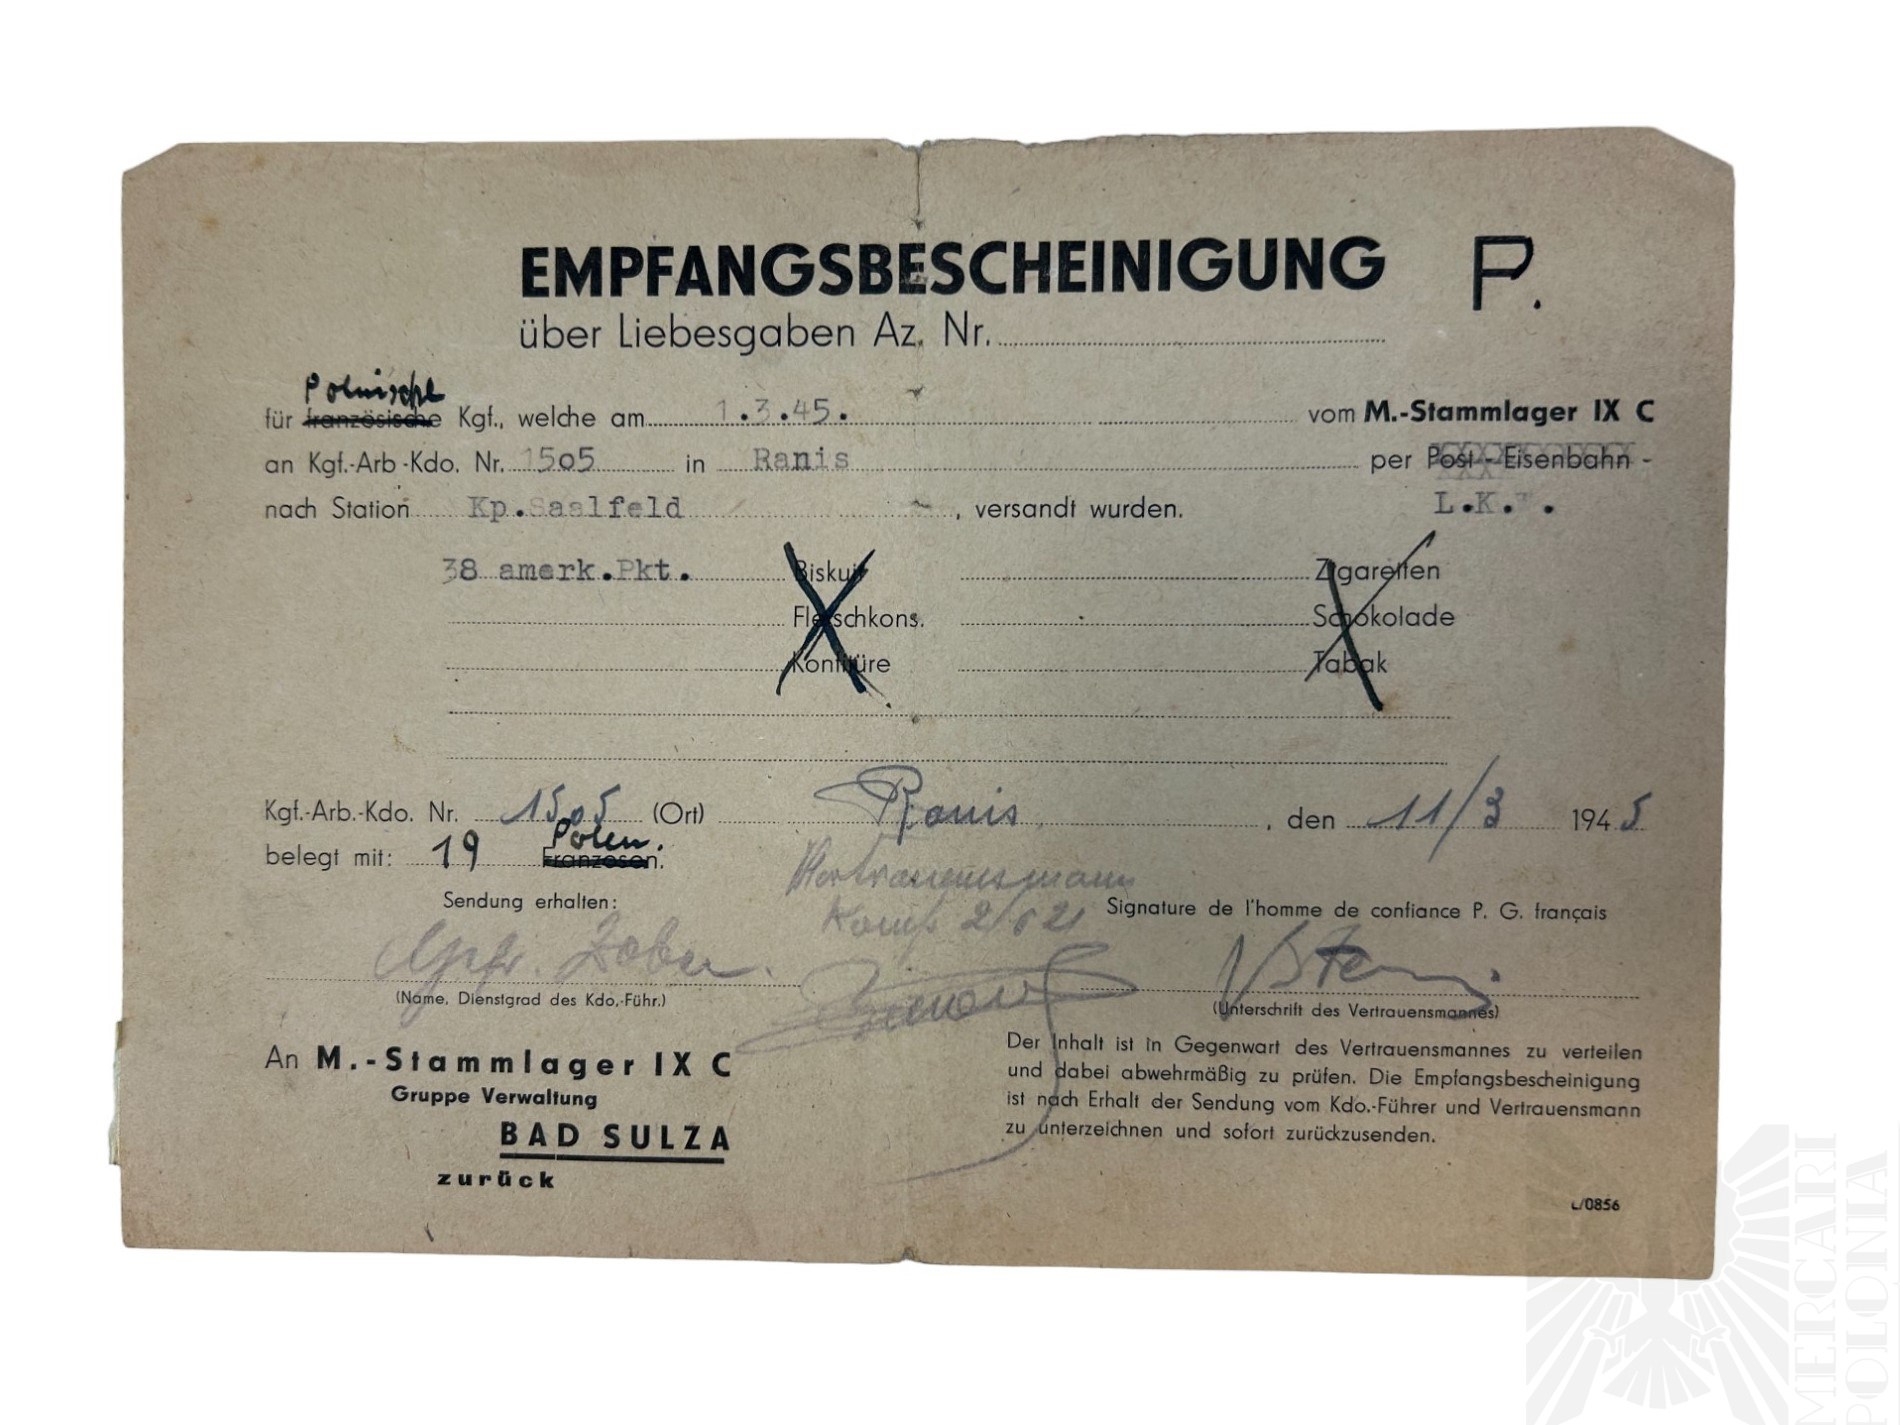 EMPFANGSBESCHEINIGUNG P.
über Liebesgaben Az. Nr.
Polnische
für französische Kgf., welche am 1.3.45. vom M.-Stammlager IX C
an Kgf.-Arb-Kdo. Nr. 1505 in Ranis per Post - Eisenbahn -
nach Station Kp.Saalfeld, versandt wurden. L.K.
38 amerk.Pkt. Biskuit Zigaretten
Fleischkons. Schokolade
Konfitüre Tabak
Kgf.-Arb.-Kdo. Nr. 1505 (Ort) Ranis, den 11/3 1945
Polen.
belegt mit: 19 Franzosen.
Vertrauensmann
Sendung erhalten: Signature de l'homme de confiance P. G. français
Gefr.
(Name, Dienstgrad des Kdo.-Führ.) (Unterschrift des Vertrauensmannes)
An M.-Stammlager IX C
Gruppe Verwaltung
BAD SULZA
zurück
Der Inhalt ist in Gegenwart des Vertrauensmannes zu verteilen
und dabei abwehrmäßig zu prüfen. Die Empfangsbescheinigung
ist nach Erhalt der Sendung vom Kdo.-Führer und Vertrauensmann
zu unterzeichnen und sofort zurückzusenden.
L/0856
MERCARI
POLONIA